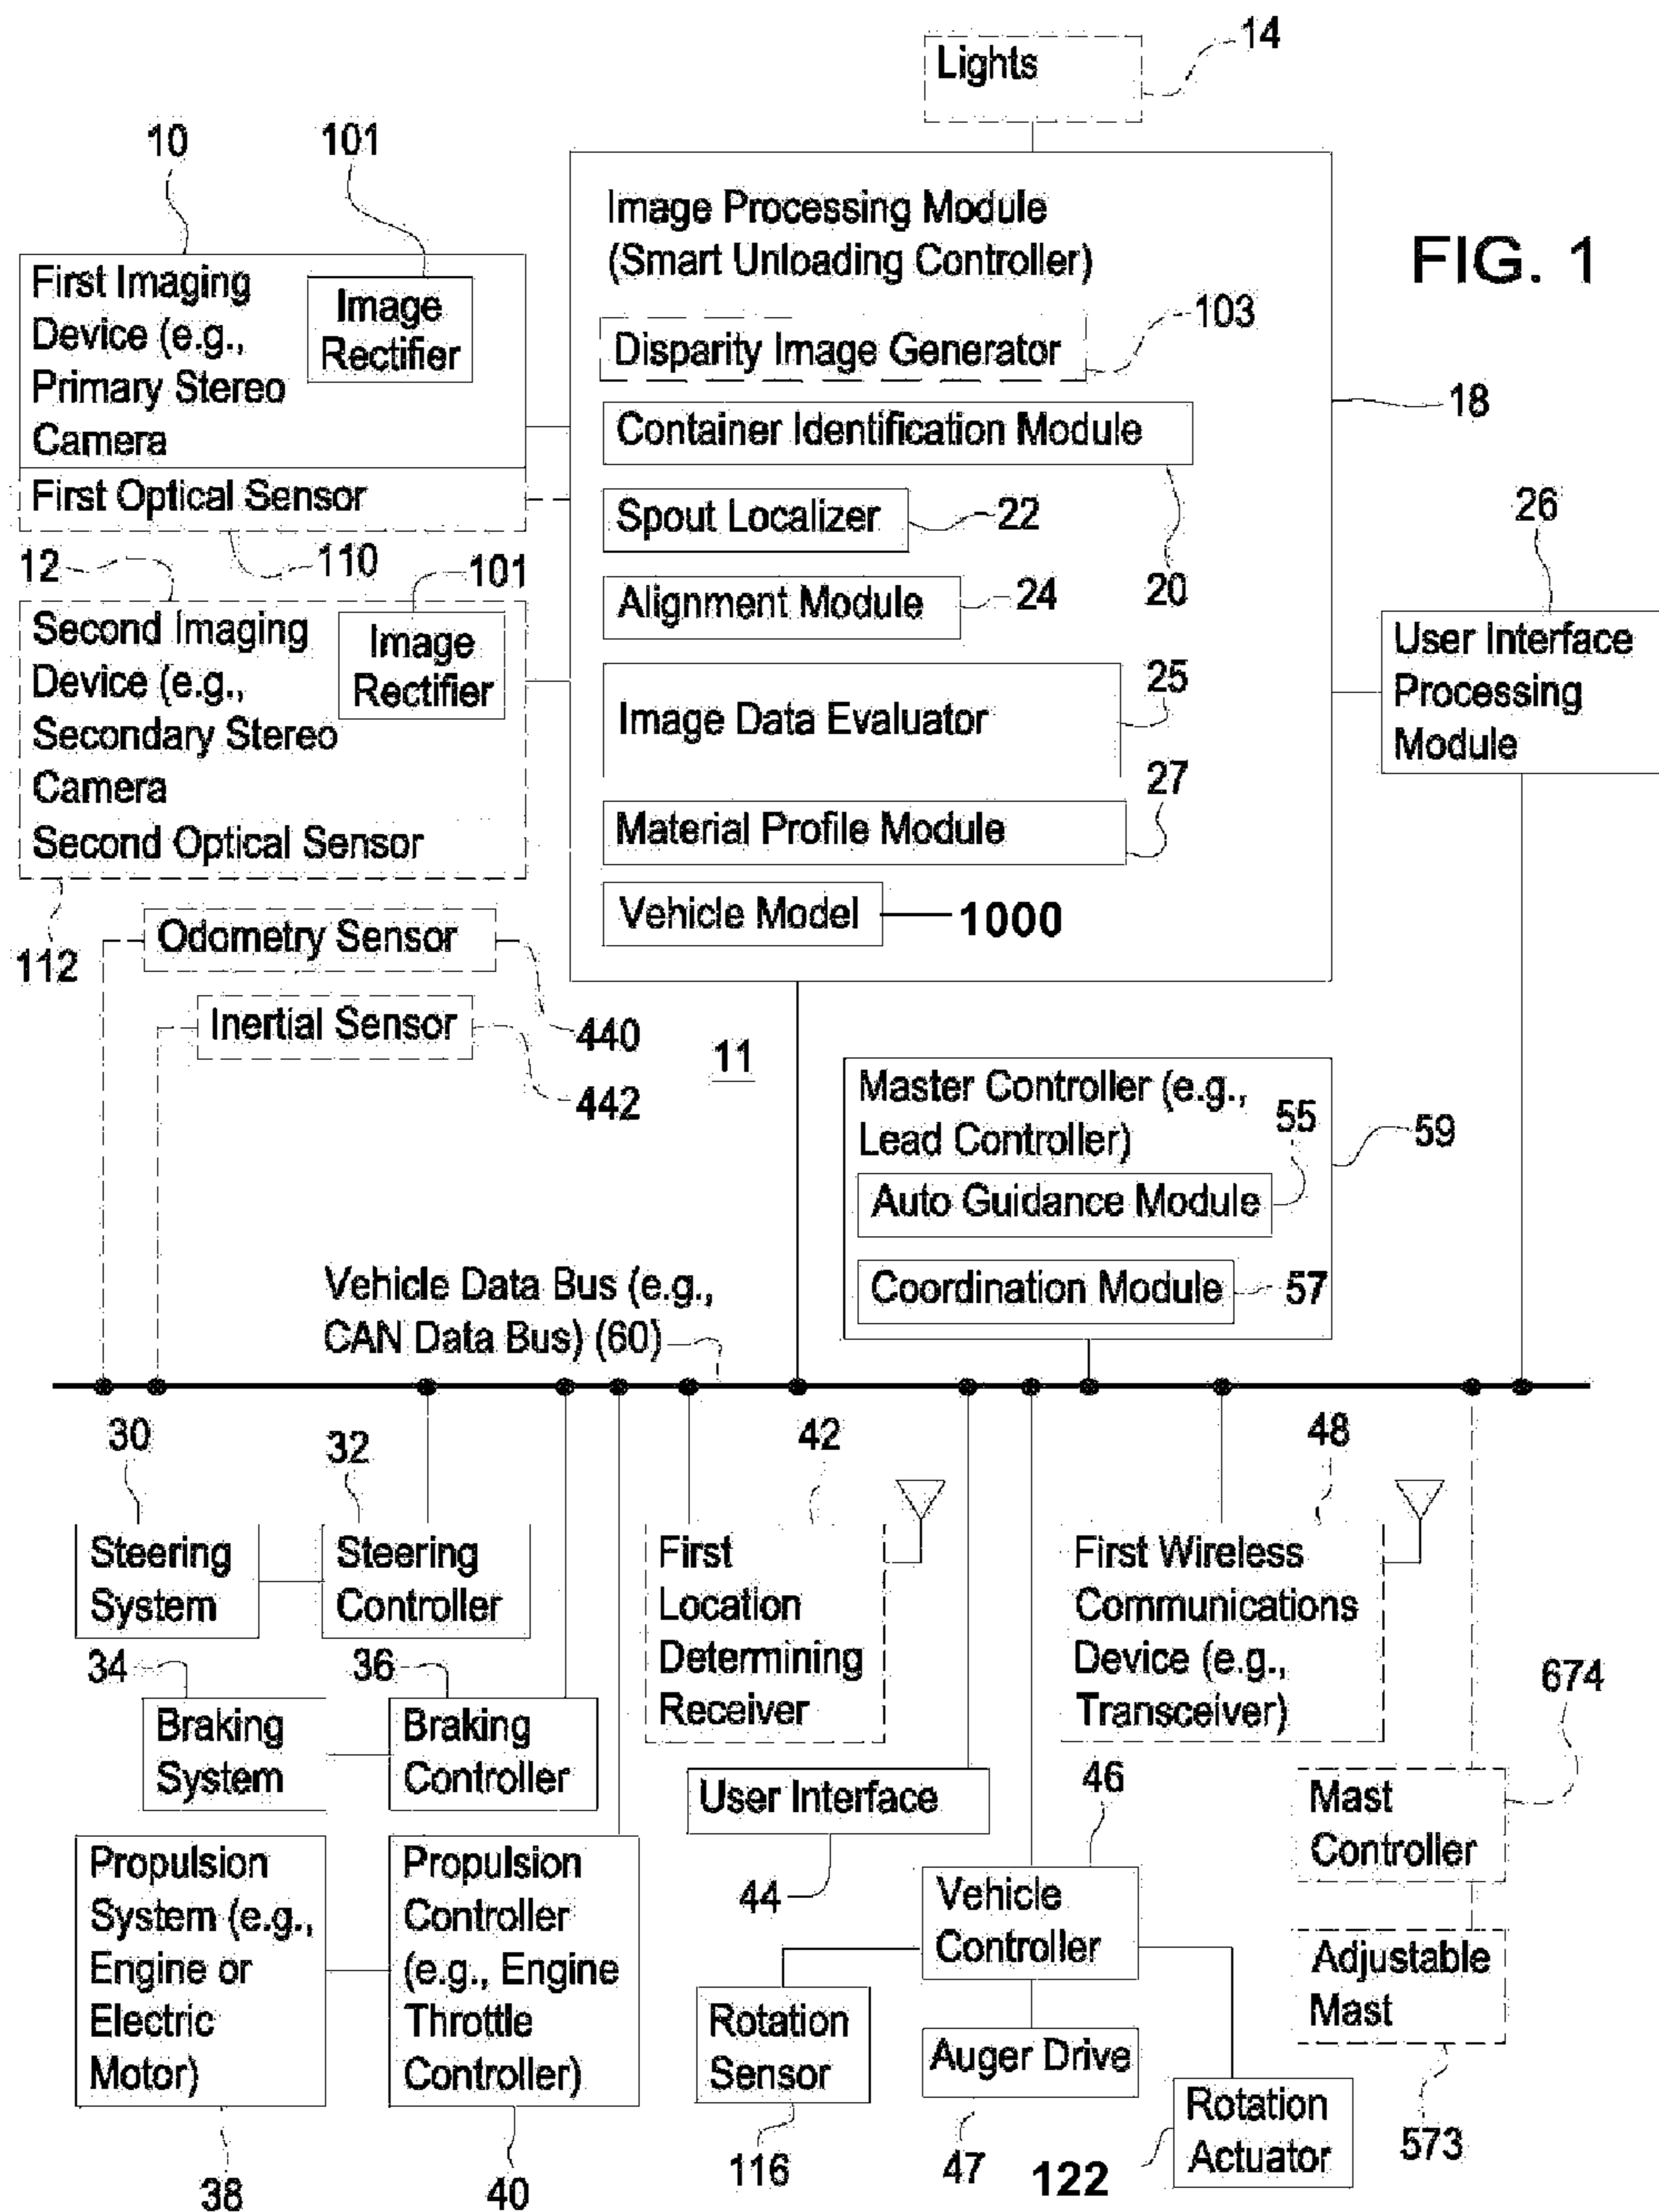 14
Lights
10
101
FIG. 1
Image Processing Module
(Smart Unloading Controller)
First Imaging
Device (e.g.,
Primary Stereo
Camera
Image
Rectifier
103
Disparity Image Generator
18
Container Identification Module
First Optical Sensor
Spout Localizer
22
26
12
110
101
20
Alignment Module
24
Second Imaging
Device (e.g.,
Secondary Stereo
Camera
Image
Rectifier
User Interface
Processing
Module
25
Image Data Evaluator
27
Material Profile Module
Second Optical Sensor
Vehicle Model
1000
112
Odometry Sensor
440
Inertial Sensor
442
11
Master Controller (e.g.,
Lead Controller)
55
59
Auto Guidance Module
Coordination Module
57
Vehicle Data Bus (e.g.,
CAN Data Bus) (60)
30
32
42
48
Steering
System
Steering
Controller
First
Location
Determining
Receiver
First Wireless
Communications
Device (e.g.,
Transceiver)
34
36
674
Braking
System
Braking
Controller
User Interface
46
Mast
Controller
44
Propulsion
System (e.g.,
Engine or
Electric
Motor)
Propulsion
Controller
(e.g., Engine
Throttle
Controller)
Vehicle
Controller
Adjustable
Mast
Rotation
Sensor
Auger Drive
Rotation
Actuator
573
38
40
116
47
122